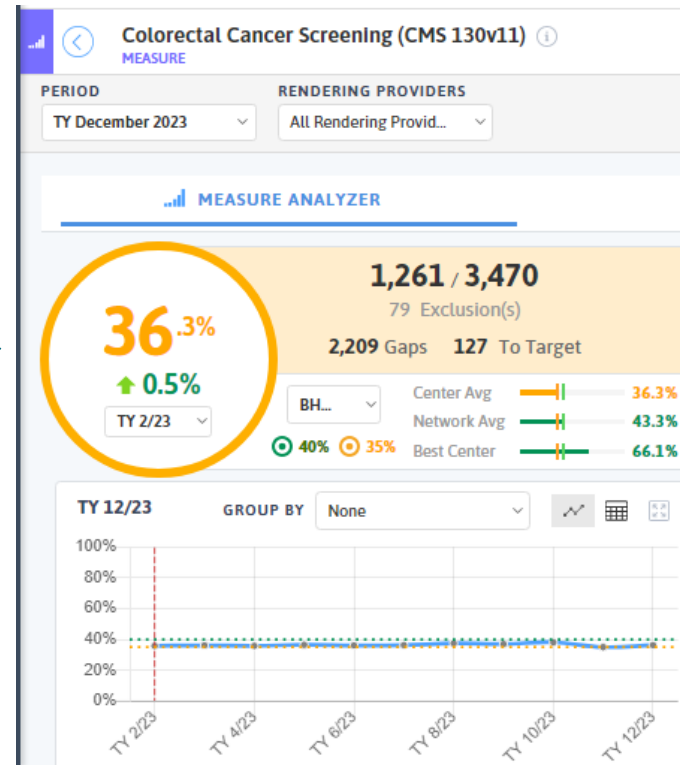 Colorectal Cancer Screening (CMS 130v11)
MEASURE
PERIOD RENDERING PROVIDERS
TY December 2023 All Rendering Provid...
MEASURE ANALYZER
36.3%
0.5%
TY 2/23
1,261 / 3,470
79 Exclusion(s)
2,209 Gaps 127 To Target
BH...
40% 35%
Center Avg 36.3%
Network Avg 43.3%
Best Center 66.1%
TY 12/23 GROUP BY None
100%
80%
60%
40%
20%
0%
TY 2/23 TY 4/23 TY 6/23 TY 8/23 TY 10/23 TY 12/23